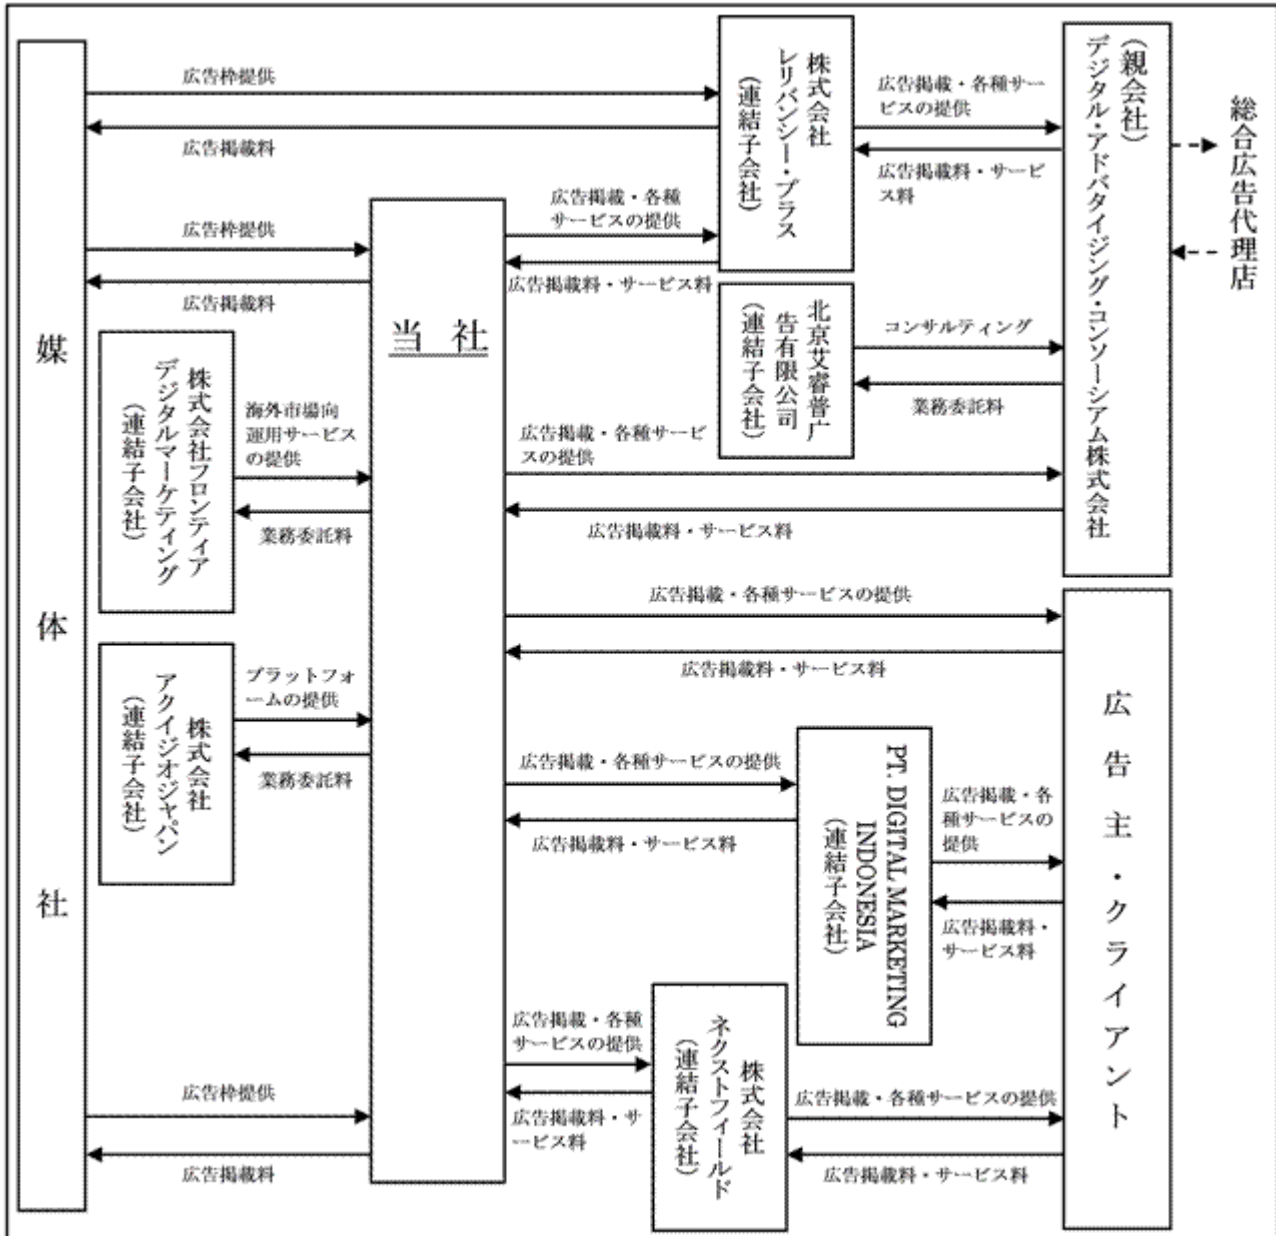 媒体社
広告枠提供
広告掲載料
株式会社
レリバンシー・プラス
（連結子会社）
広告掲載・各種サー
ビスの提供
広告掲載料・サービ
ス料
（親会社）
デジタル・アドバタイジング・コンソーシアム株式会社
総合広告代理店
広告枠提供
広告掲載料
当 社
広告掲載・各種
サービスの提供
広告掲載料・サービス料
北京艾睿普广
告有限公司
（連結子会社）
コンサルティング
業務委託料
株式会社フロンティア
デジタルマーケティング
（連結子会社）
海外市場向
運用サービス
の提供
業務委託料
広告掲載・各種サービ
スの提供
広告掲載料・サービス料
広告掲載・各種サービスの提供
広告掲載料・サービス料
広告主・クライアント
株式会社
アクイジオジャパン
（連結子会社）
プラットフォ
ームの提供
業務委託料
広告掲載・各種サービスの提供
広告掲載料・サービス料
PT. DIGITAL MARKETING
INDONESIA
（連結子会社）
広告掲載・各
種サービスの
提供
広告掲載料・
サービス料
広告掲載・各種
サービスの提供
広告掲載料・サ
ービス料
株式会社
ネクストフィールド
（連結子会社）
広告掲載・各種サービスの提供
広告掲載料・サービス料
広告枠提供
広告掲載料